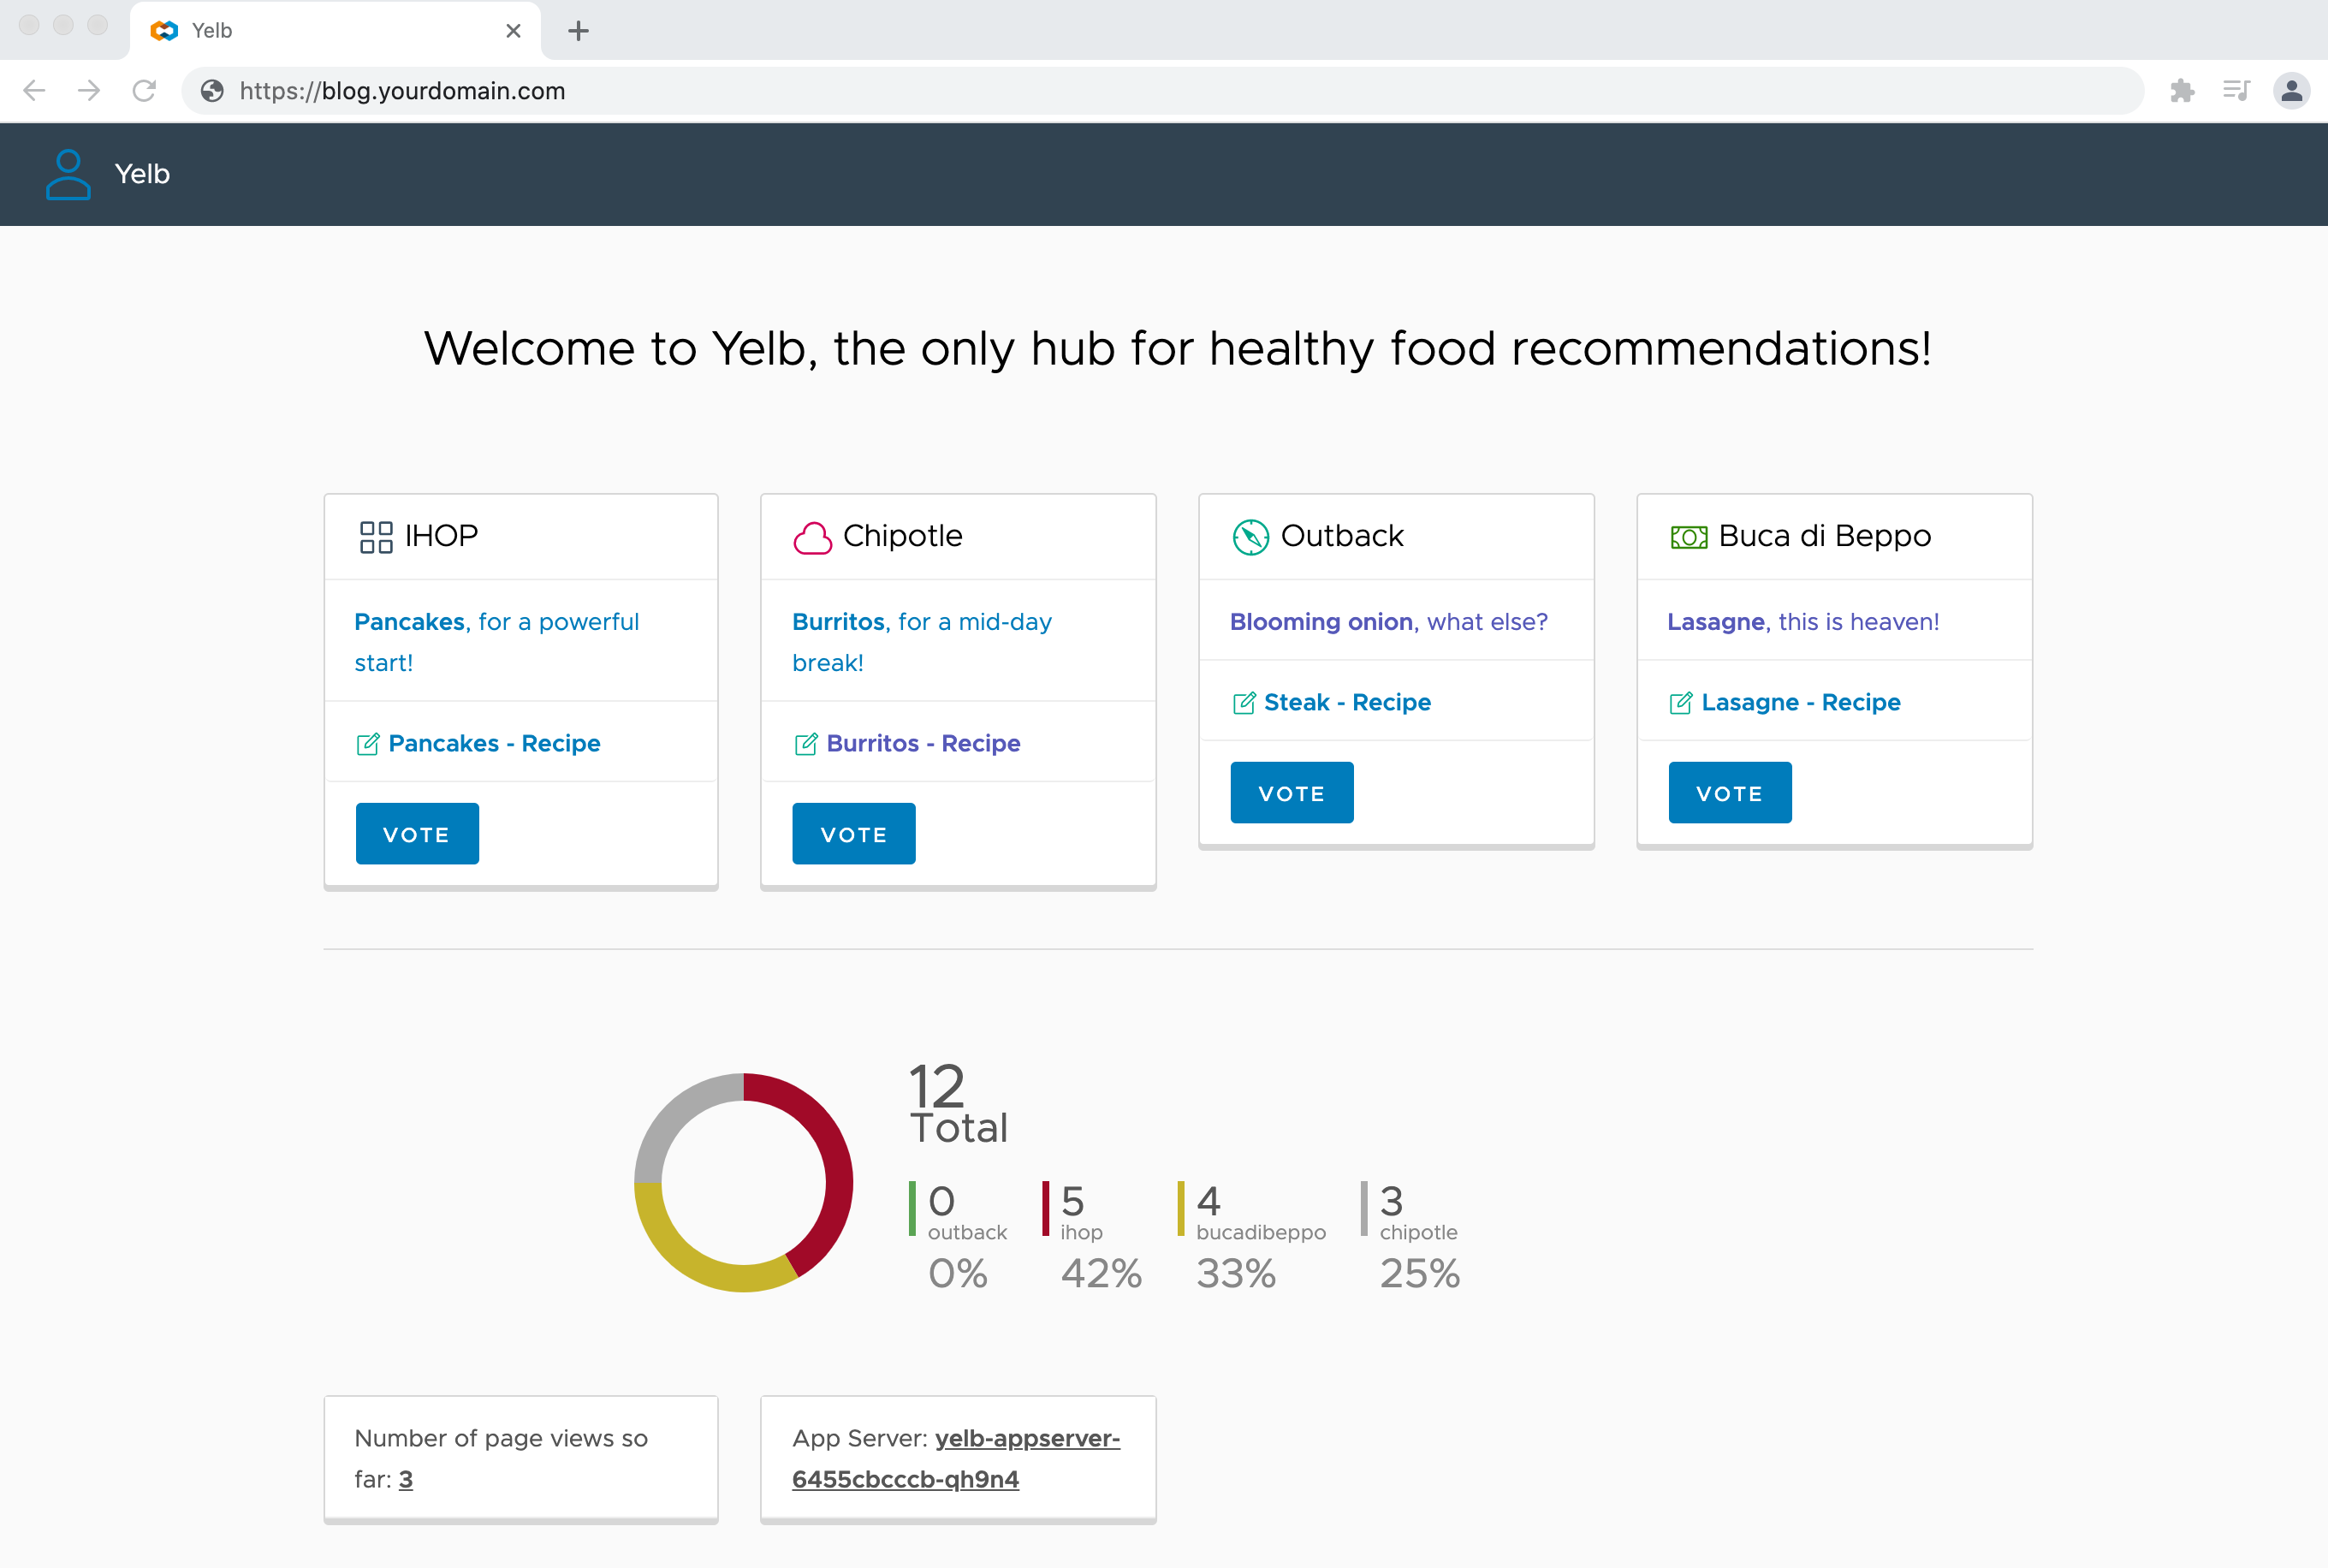 Yelb
https://blog.yourdomain.com
Yelb
Welcome to Yelb, the only hub for healthy food recommendations!
IHOP
Pancakes, for a powerful
start!
Pancakes - Recipe
VOTE
Chipotle
Burritos, for a mid-day
break!
Burritos - Recipe
VOTE
Outback
Blooming onion, what else?
Steak - Recipe
VOTE
Buca di Beppo
Lasagne, this is heaven!
Lasagne - Recipe
VOTE
12
Total
0
outback
0%
5
ihop
42%
4
bucadibeppo
33%
3
chipotle
25%
Number of page views so
far: 3
App Server: yelb-appserver-
6455cbcccb-qh9n4